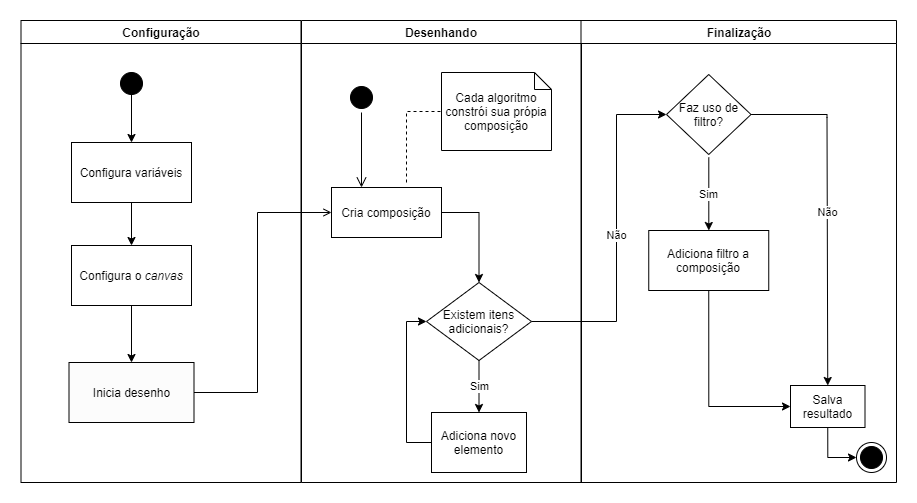 Configuração
Desenhando
Finalização
Configura variáveis
Configura o canvas
Inicia desenho
Cada algoritmo
constrói sua própia
composição
Cria composição
Existem itens
adicionais?
Sim
Adiciona novo
elemento
Não
Faz uso de
filtro?
Sim
Não
Adiciona filtro a
composição
Salva
resultado